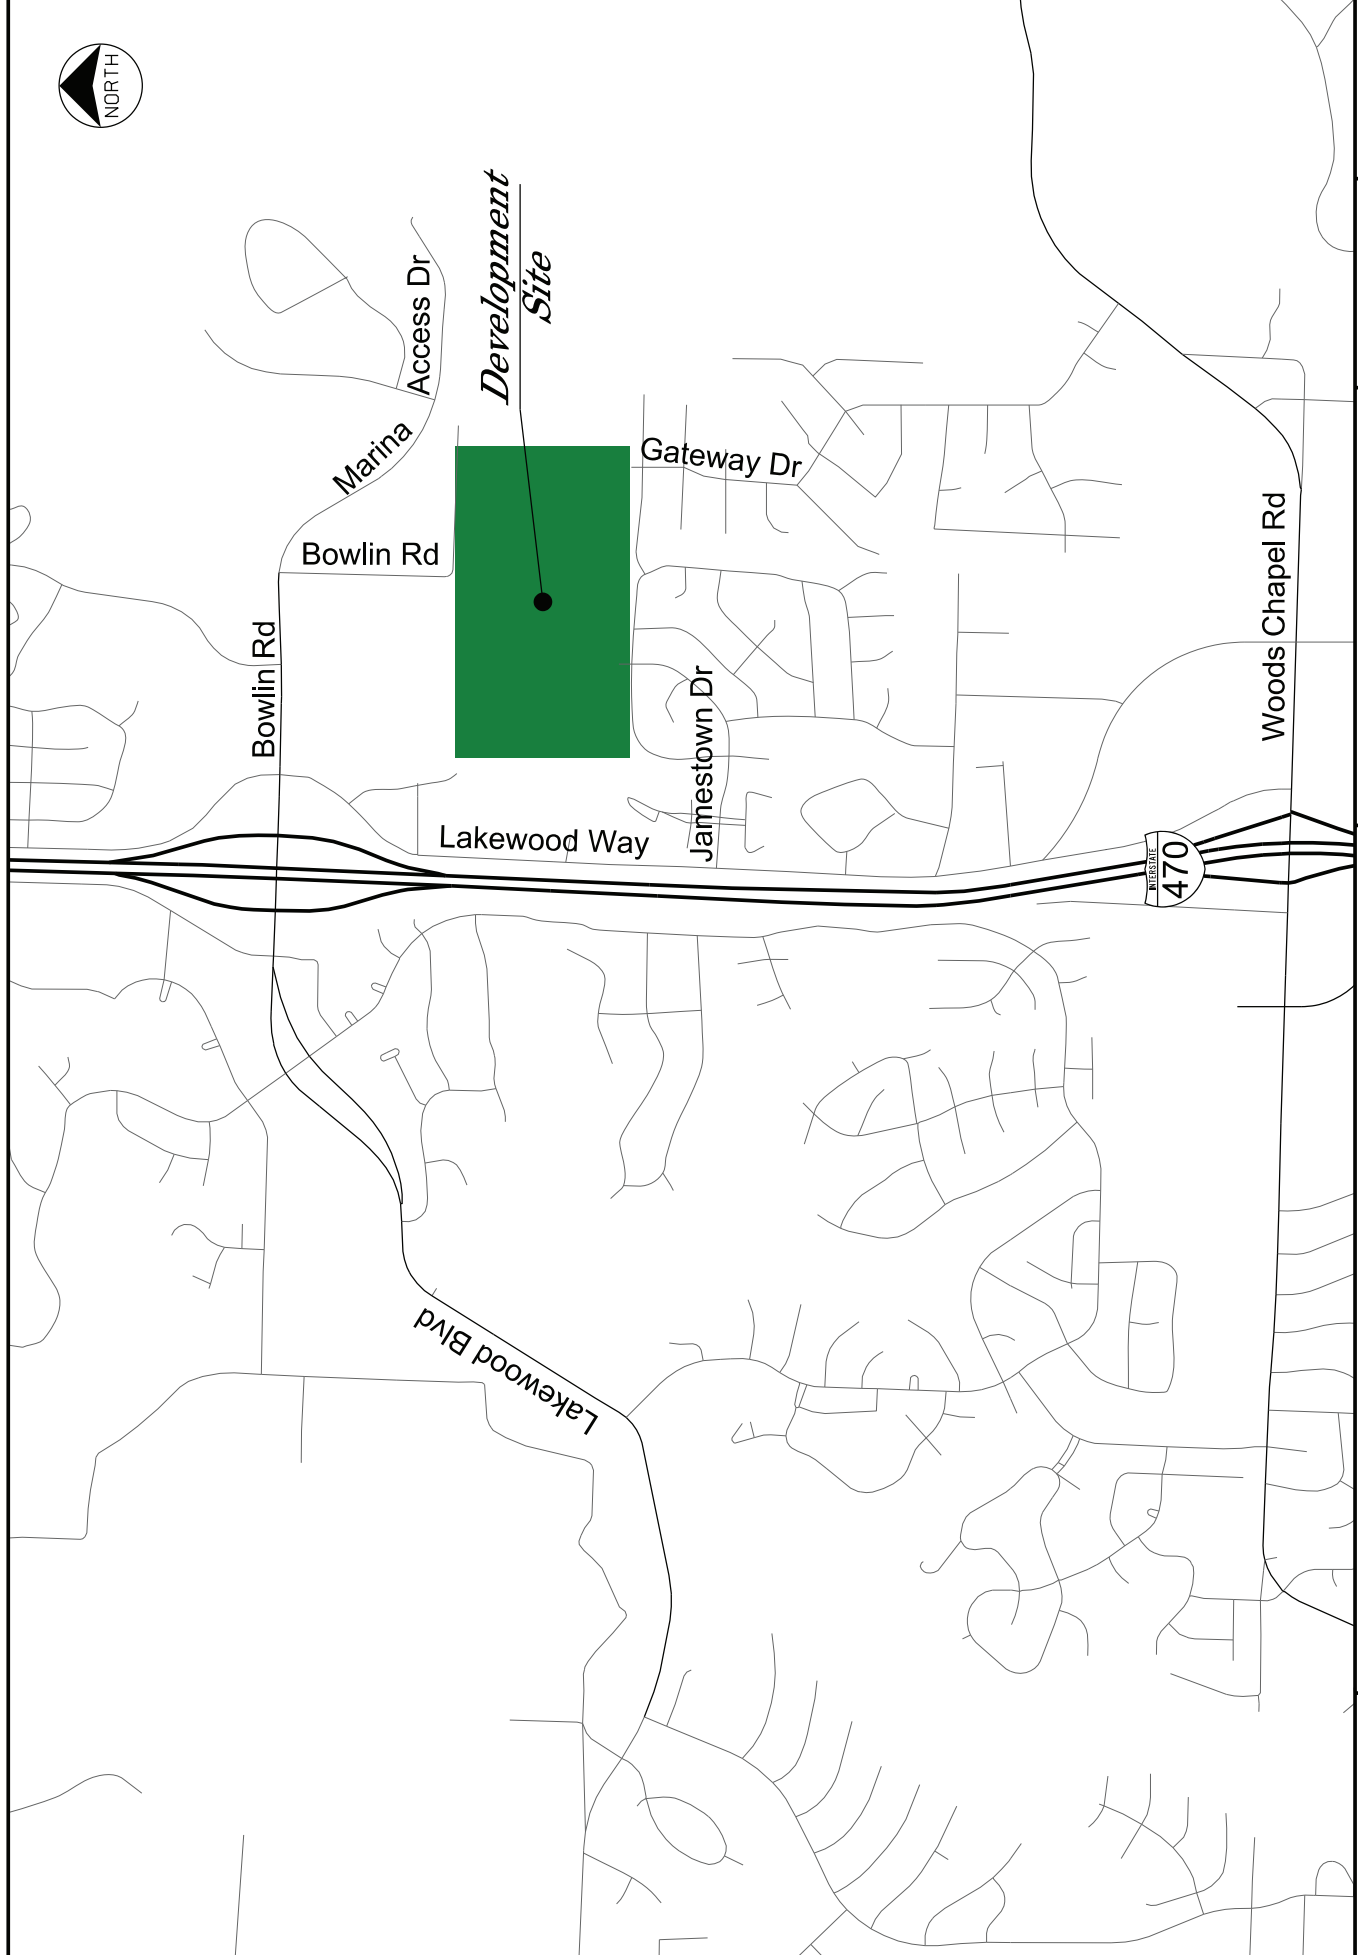 NORTH
Access Dr
Development
Site
Marina
Gateway Dr
Bowlin Rd
Woods Chapel Rd
Bowlin Rd
Jamestown Dr
Lakewood Way
INTERSTATE
470
Lakewood Blvd